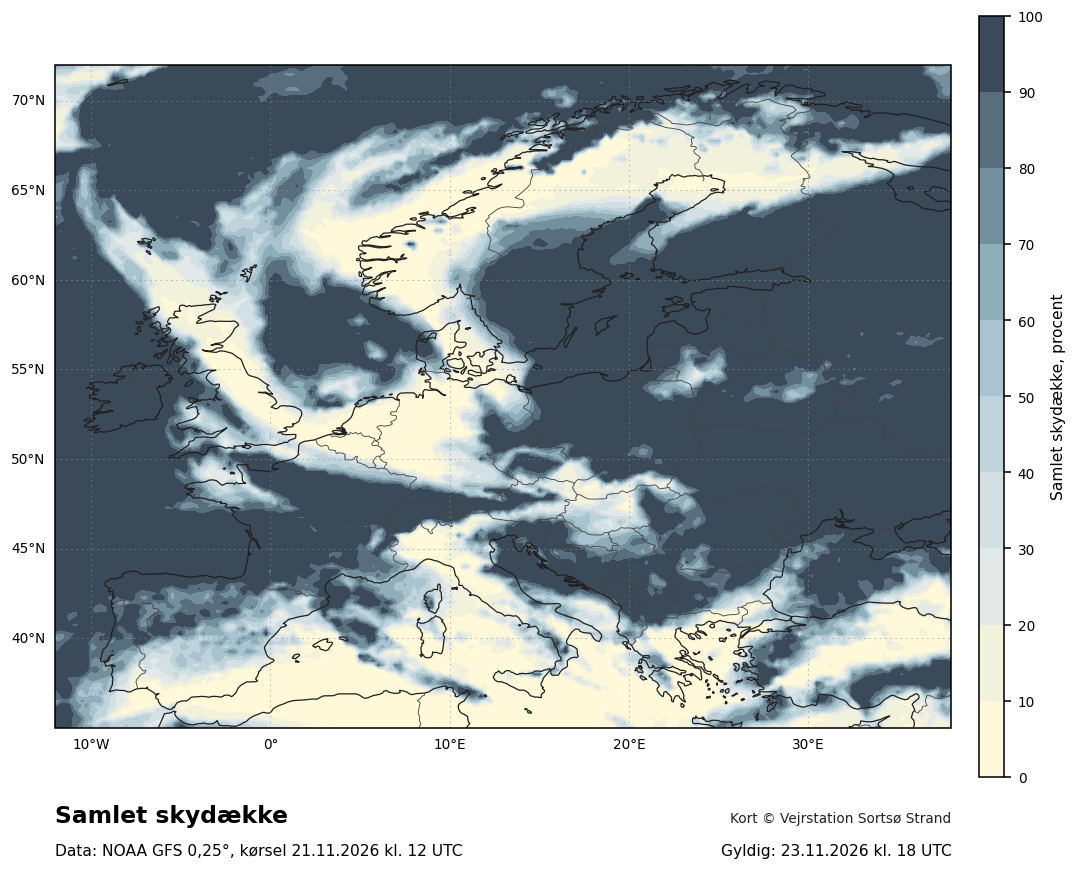 100
90
80
70
60
50
40
30
20
10
0
Samlet skydække, procent
70°N
65°N
60°N
55°N
50°N
45°N
40°N
10°W
0°
10°E
20°E
30°E
Samlet skydække
Kort © Vejrstation Sortsø Strand
Data: NOAA GFS 0,25°, kørsel 21.11.2026 kl. 12 UTC
Gyldig: 23.11.2026 kl. 18 UTC